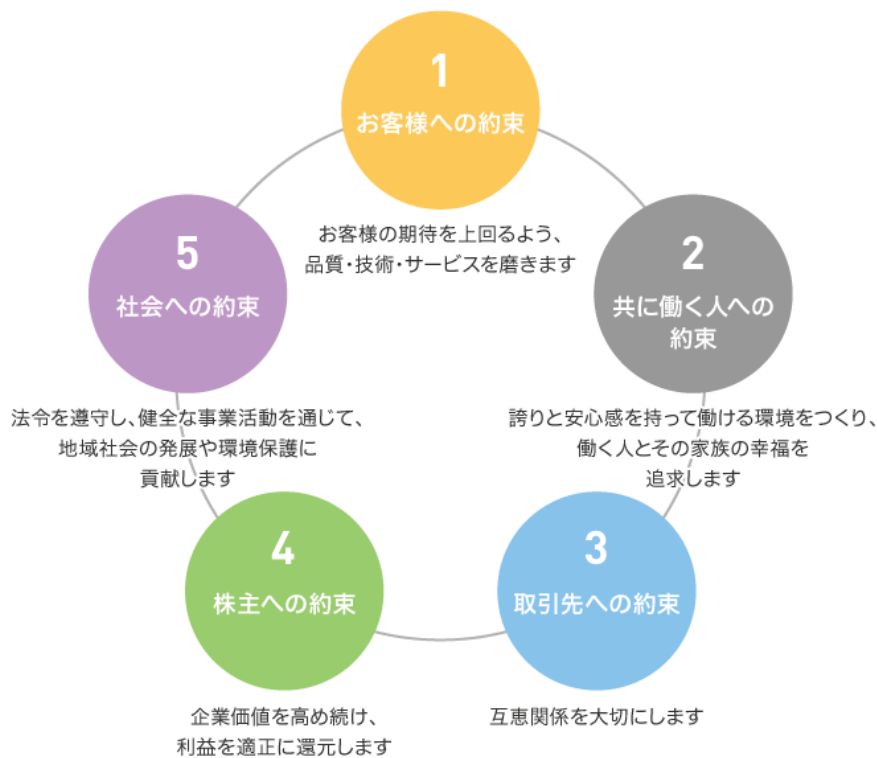 1
お客様への約束
お客様の期待を上回るよう、
品質・技術・サービスを磨きます
2
共に働く人への
約束
誇りと安心感を持って働ける環境をつくり、
働く人とその家族の幸福を
追求します
3
取引先への約束
互恵関係を大切にします
4
株主への約束
企業価値を高め続け、
利益を適正に還元します
5
社会への約束
法令を遵守し、健全な事業活動を通じて、
地域社会の発展や環境保護に
貢献します